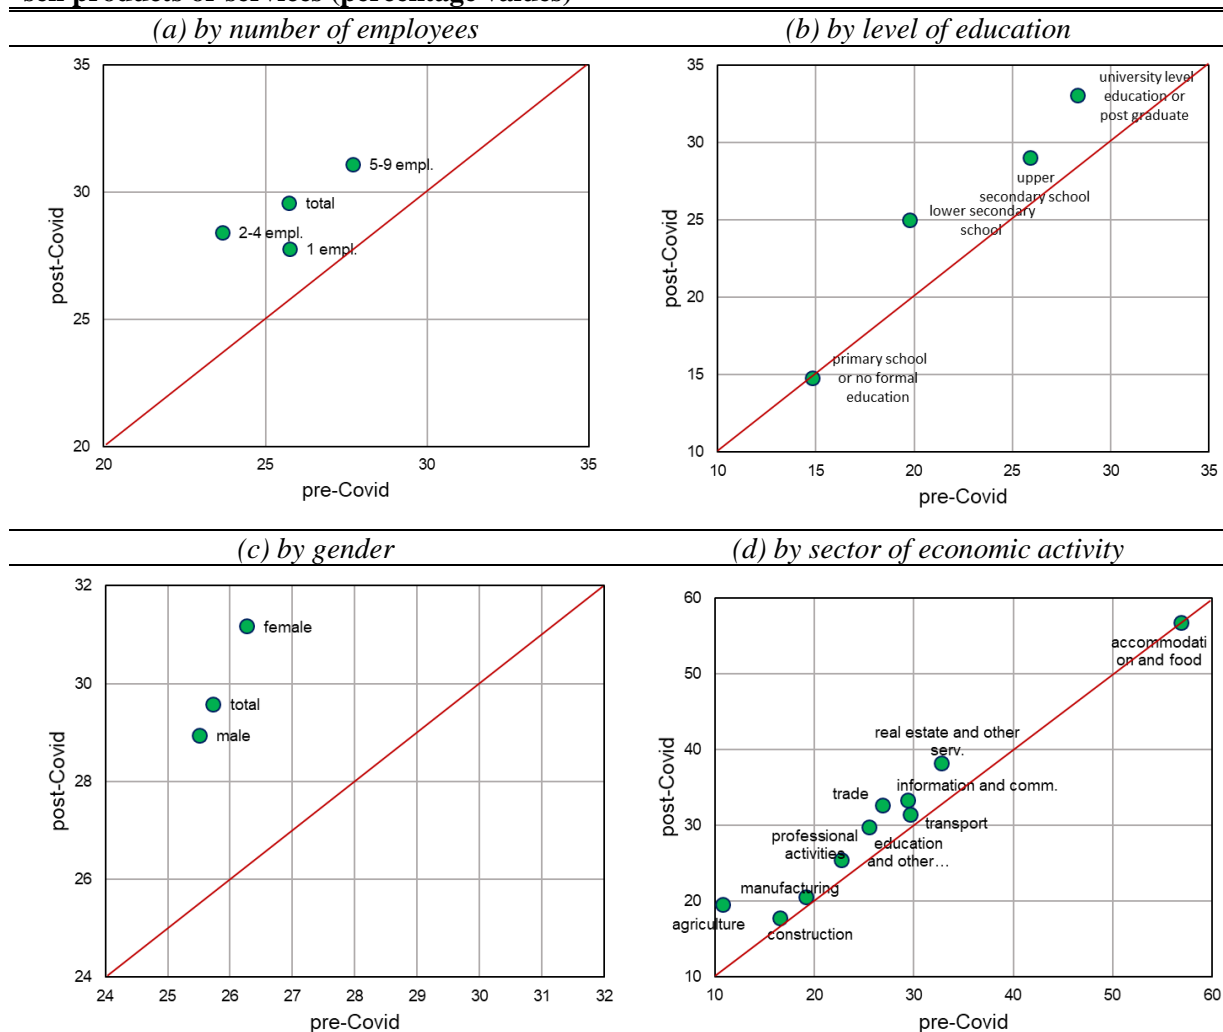 sell products or services (percentage values)
(a) by number of employees
(b) by level of education
35
30
25
20
20
25
30
35
post-Covid
pre-Covid
5-9 empl.
total
2-4 empl.
1 empl.
35
30
25
20
15
10
10
15
20
25
30
35
post-Covid
pre-Covid
university level
education or
post graduate
upper
secondary school
lower secondary
school
primary school
or no formal
education
(c) by gender
(d) by sector of economic activity
32
30
28
26
24
24
25
26
27
28
29
30
31
32
post-Covid
pre-Covid
female
total
male
60
50
40
30
20
10
10
20
30
40
50
60
post-Covid
pre-Covid
accommodati
on and food
real estate and other
serv.
information and comm.
trade
transport
professional
activities
education
and other…
manufacturing
agriculture
construction